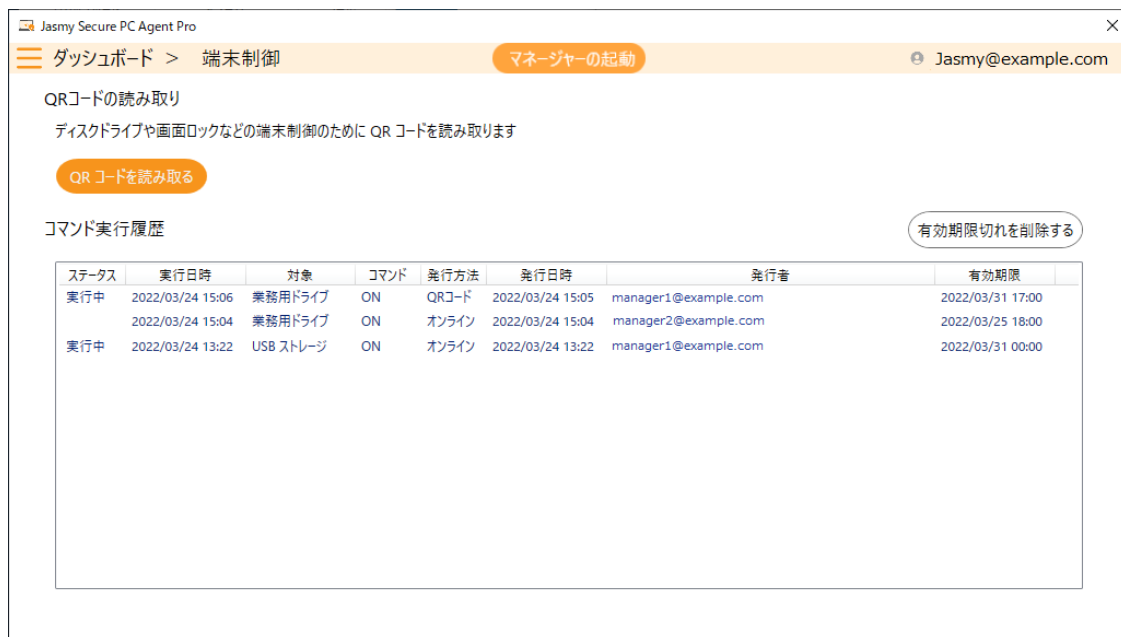 Jasmy Secure PC Agent Pro
ダッシュボード > 端末制御 マネージャーの起動 Jasmy@example.com
QRコードの読み取り
ディスクドライブや画面ロックなどの端末制御のために QR コードを読み取ります
QR コードを読み取る
コマンド実行履歴 有効期限切れを削除する
ステータス 実行日時 対象 コマンド 発行方法 発行日時 発行者 有効期限
実行中 2022/03/24 15:06 業務用ドライブ ON QRコード 2022/03/24 15:05 manager1@example.com 2022/03/31 17:00
2022/03/24 15:04 業務用ドライブ ON オンライン 2022/03/24 15:04 manager2@example.com 2022/03/25 18:00
実行中 2022/03/24 13:22 USB ストレージ ON オンライン 2022/03/24 13:22 manager1@example.com 2022/03/31 00:00